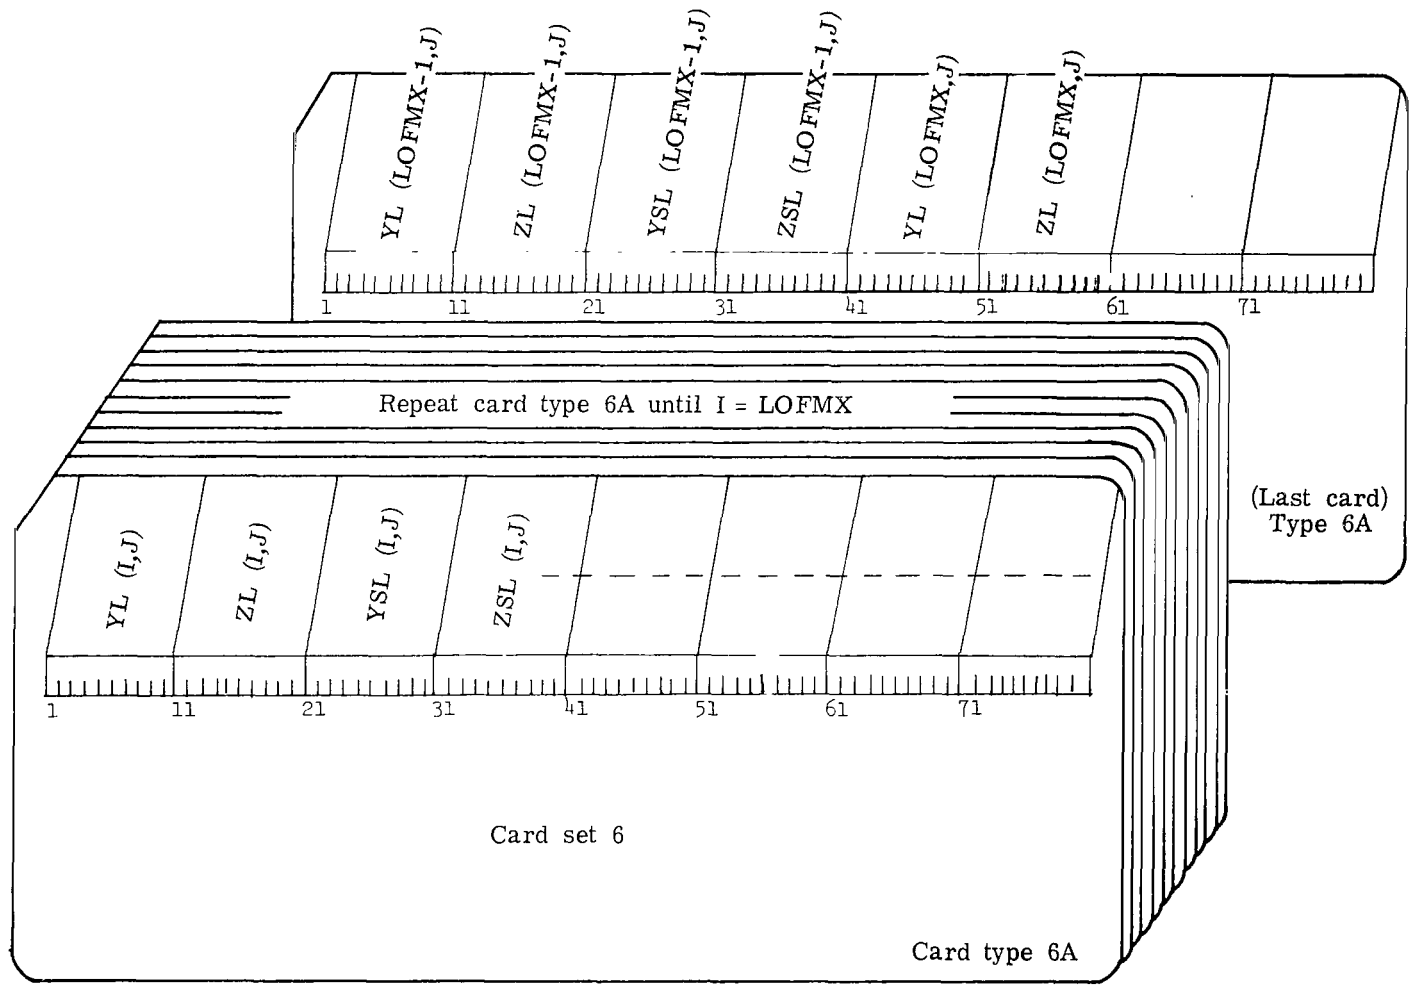 YL (LOFMX-1,J)
ZL (LOFMX-1,J)
YSL (LOFMX-1,J)
ZSL (LOFMX-1,J)
YL (LOFMX,J)
ZL (LOFMX,J)
1 11 21 31 41 51 61 71
Repeat card type 6A until I = LOFMX
(Last card)
Type 6A
YL (I,J)
ZL (I,J)
YSL (I,J)
ZSL (I,J)
1 11 21 31 41 51 61 71
Card set 6
Card type 6A